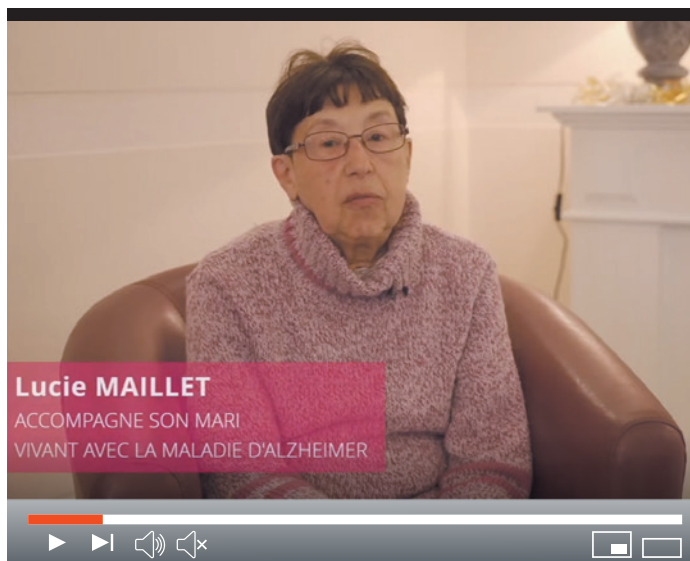 Lucie MAILLET
ACCOMPAGNE SON MARI
VIVANT AVEC LA MALADIE D'ALZHEIMER